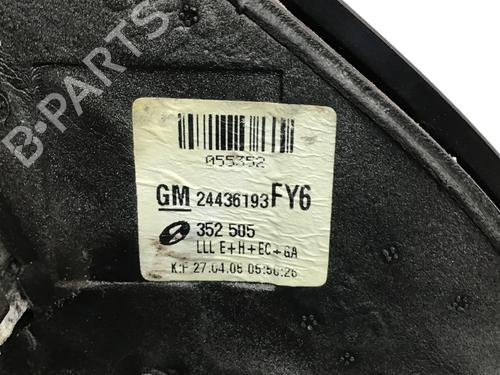 B-PARTS
055352
GM 24436193 FY6
352 505
LLL E+H+EC+GA
K:F 27.04.06 05:56:26